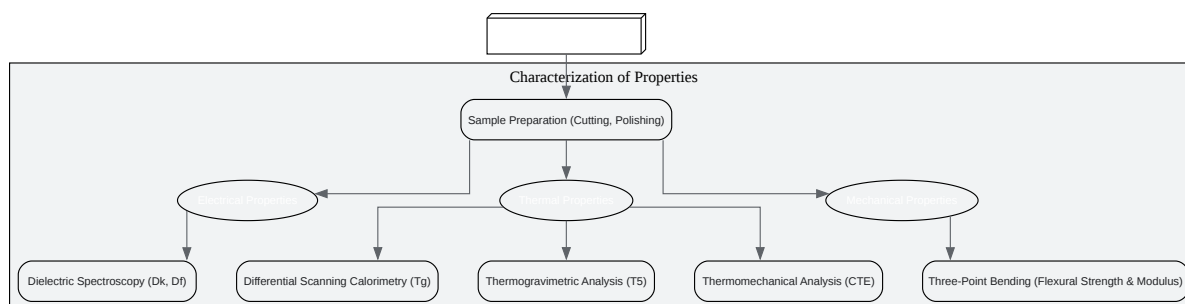 Characterization of Properties
Sample Preparation (Cutting, Polishing)
Electrical Properties
Thermal Properties
Mechanical Properties
Dielectric Spectroscopy (Dk, Df)
Differential Scanning Calorimetry (Tg)
Thermogravimetric Analysis (T5)
Thermomechanical Analysis (CTE)
Three-Point Bending (Flexural Strength & Modulus)